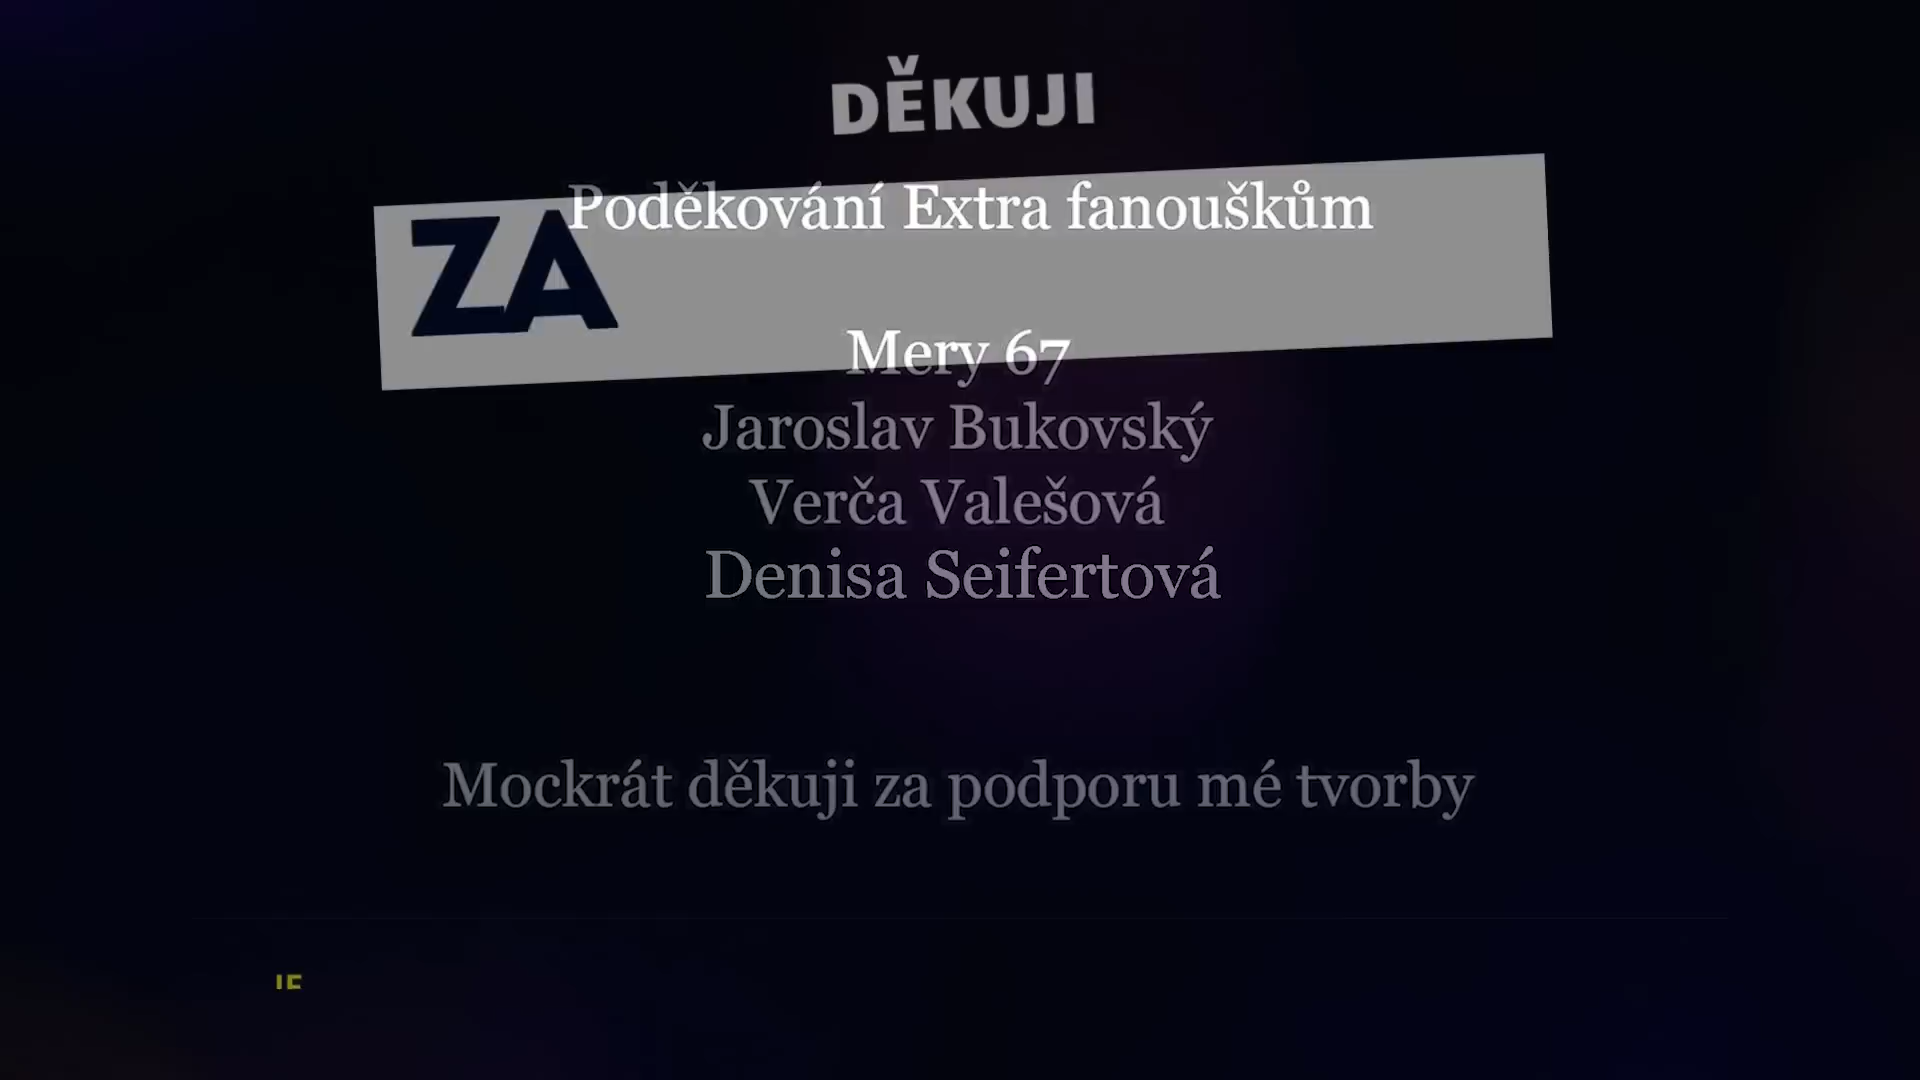 DĚKUJI
Poděkování Extra fanouškům
ZA
Mery 67
Jaroslav Bukovský
Verča Valešová
Denisa Seifertová
Mockrát děkuji za podporu mé tvorby